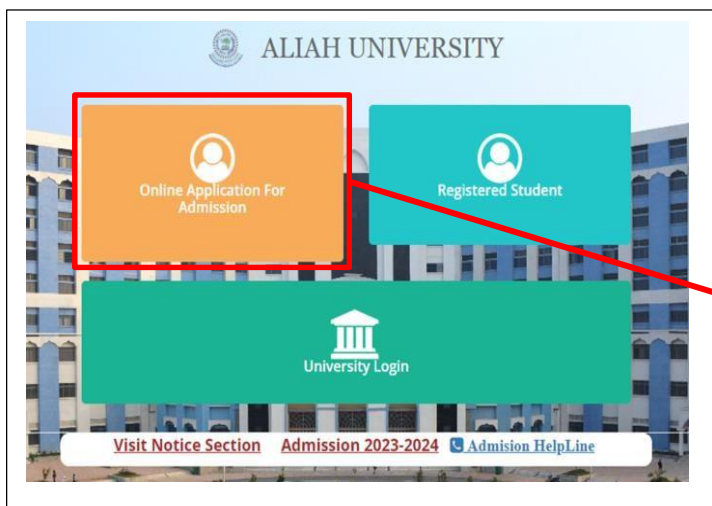 ALIAH UNIVERSITY
Online Application For
Admission
Registered Student
University Login
Visit Notice Section Admission 2023-2024 Admision HelpLine